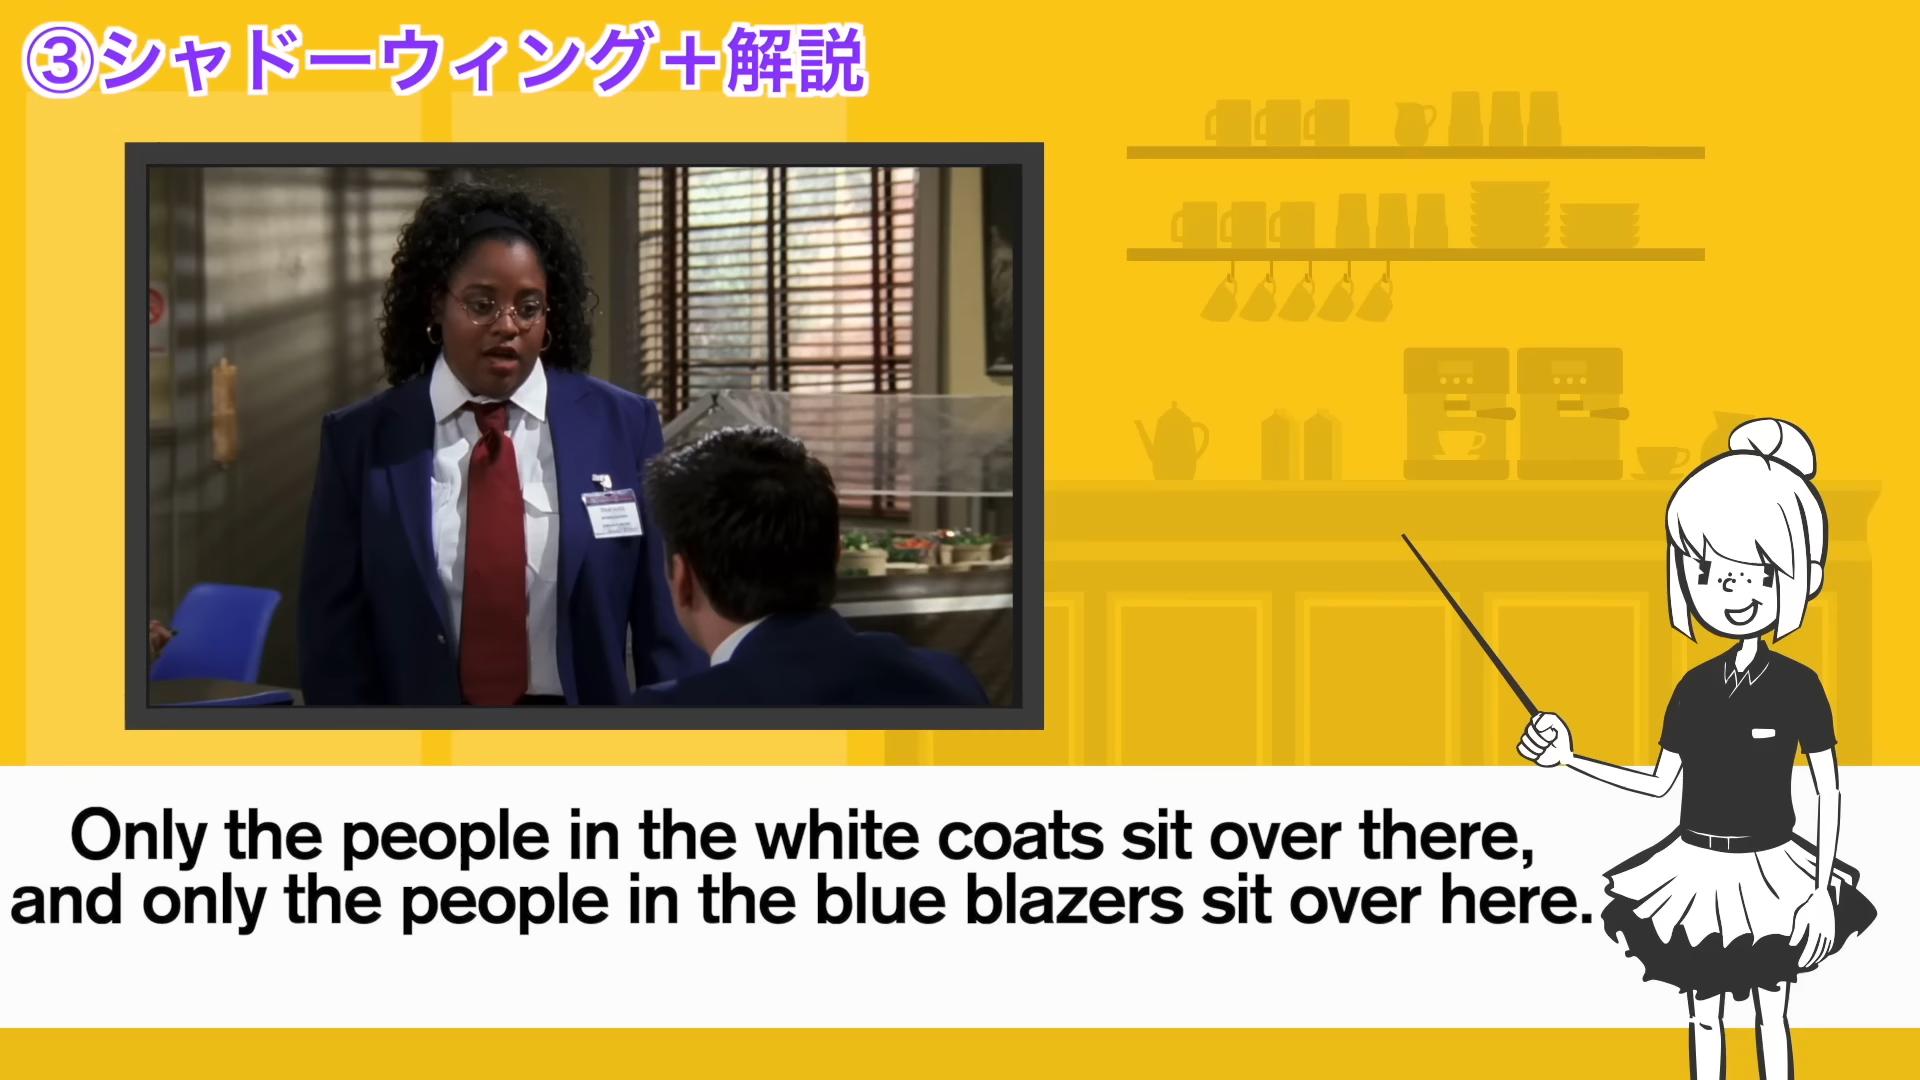 ③シャドーウィング＋解説
Only the people in the white coats sit over there,
and only the people in the blue blazers sit over here.